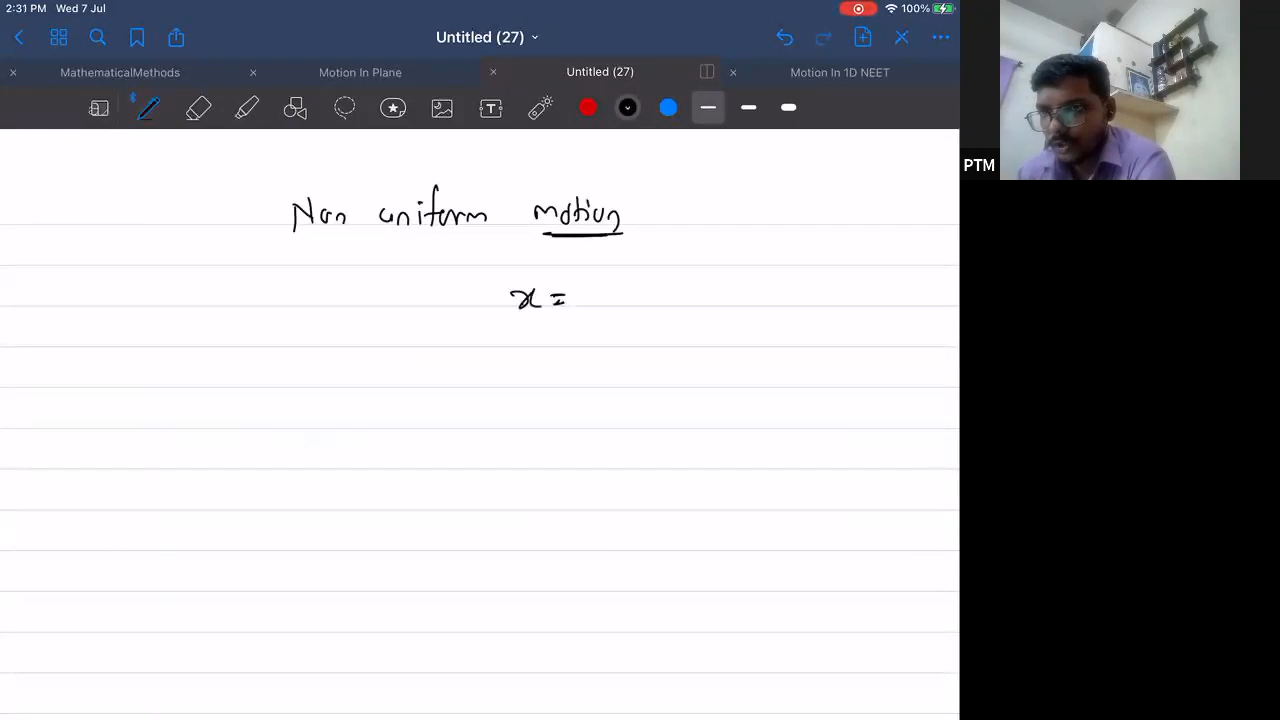 2:31 PM Wed 7 Jul
100%
Untitled (27)
MathematicalMethods
Motion In Plane
Untitled (27)
Motion In 1D NEET
T
PTM
Non uniform motion
x =